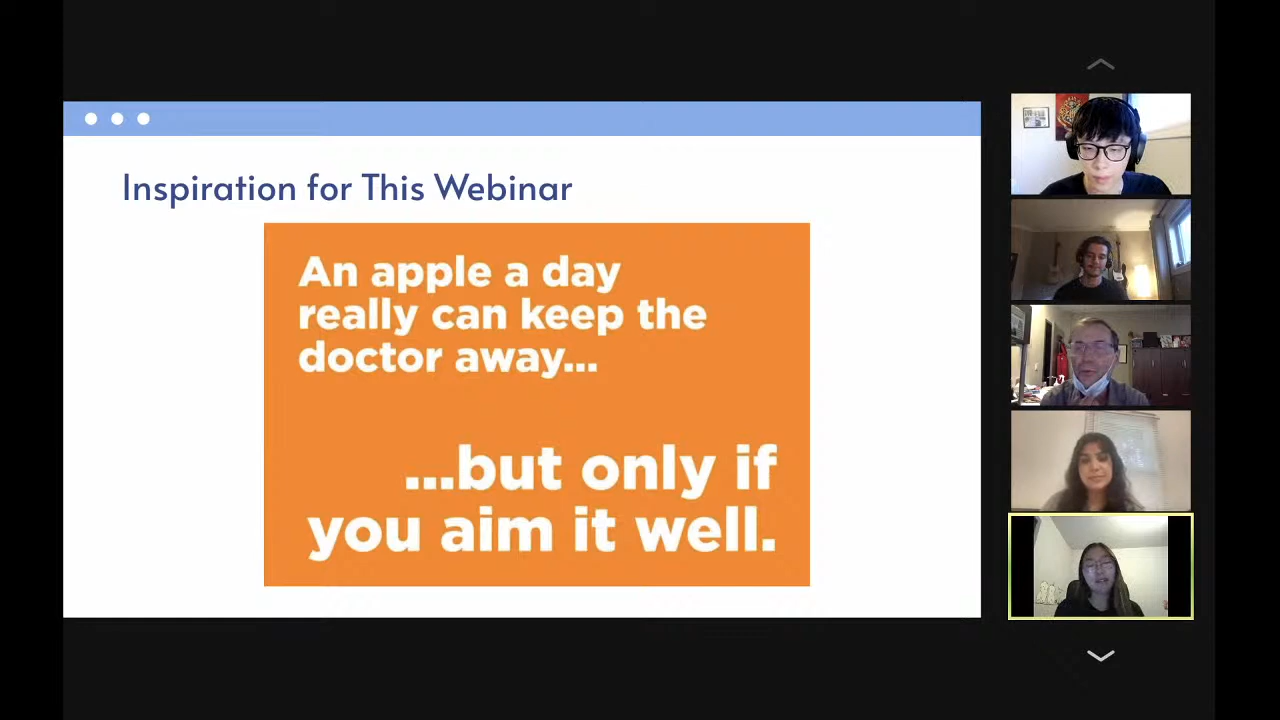 Inspiration for This Webinar
An apple a day
really can keep the
doctor away...
...but only if
you aim it well.